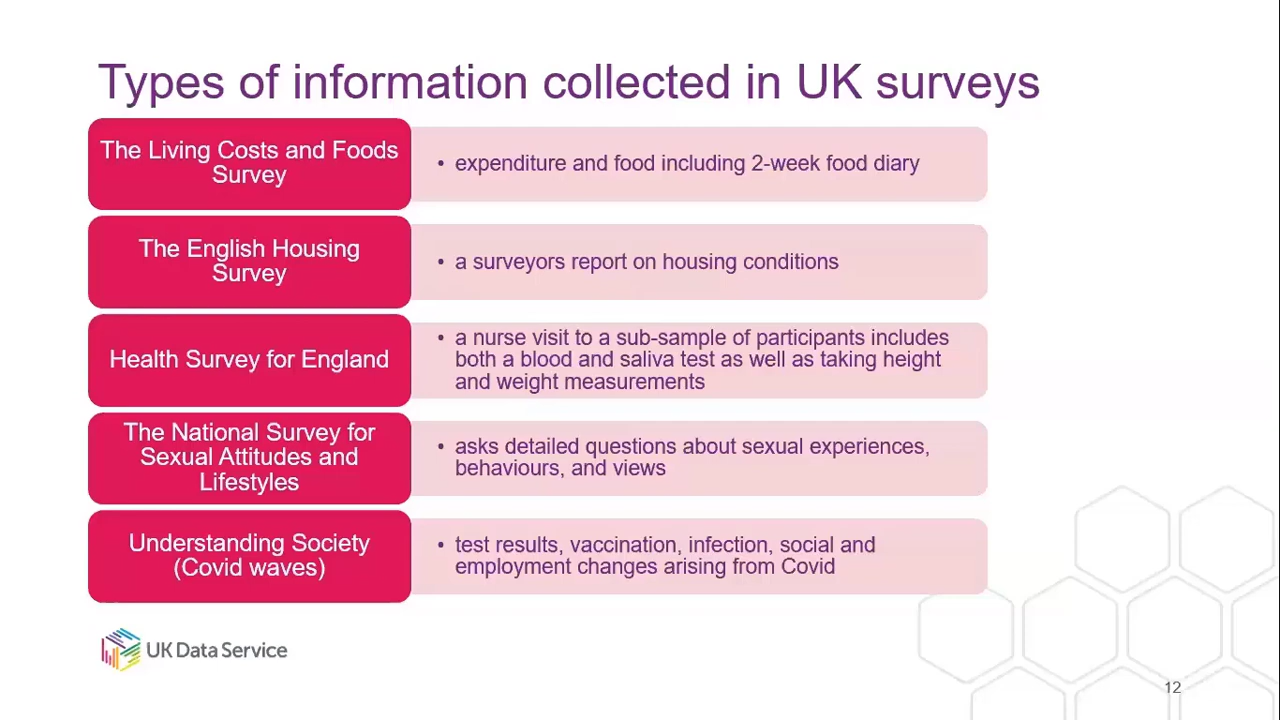 Types of information collected in UK surveys
The Living Costs and Foods
Survey
• expenditure and food including 2-week food diary
The English Housing
Survey
• a surveyors report on housing conditions
Health Survey for England
• a nurse visit to a sub-sample of participants includes
both a blood and saliva test as well as taking height
and weight measurements
The National Survey for
Sexual Attitudes and
Lifestyles
• asks detailed questions about sexual experiences,
behaviours, and views
Understanding Society
(Covid waves)
• test results, vaccination, infection, social and
employment changes arising from Covid
UK Data Service
12